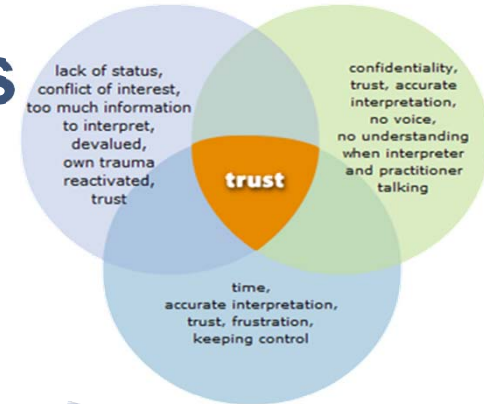 s
lack of status,
conflict of interest,
too much information
to interpret,
devalued,
own trauma
reactivated,
trust
confidentiality,
trust, accurate
interpretation,
no voice,
no understanding
when interpreter
and practitioner
talking
trust
time,
accurate interpretation,
trust, frustration,
keeping control